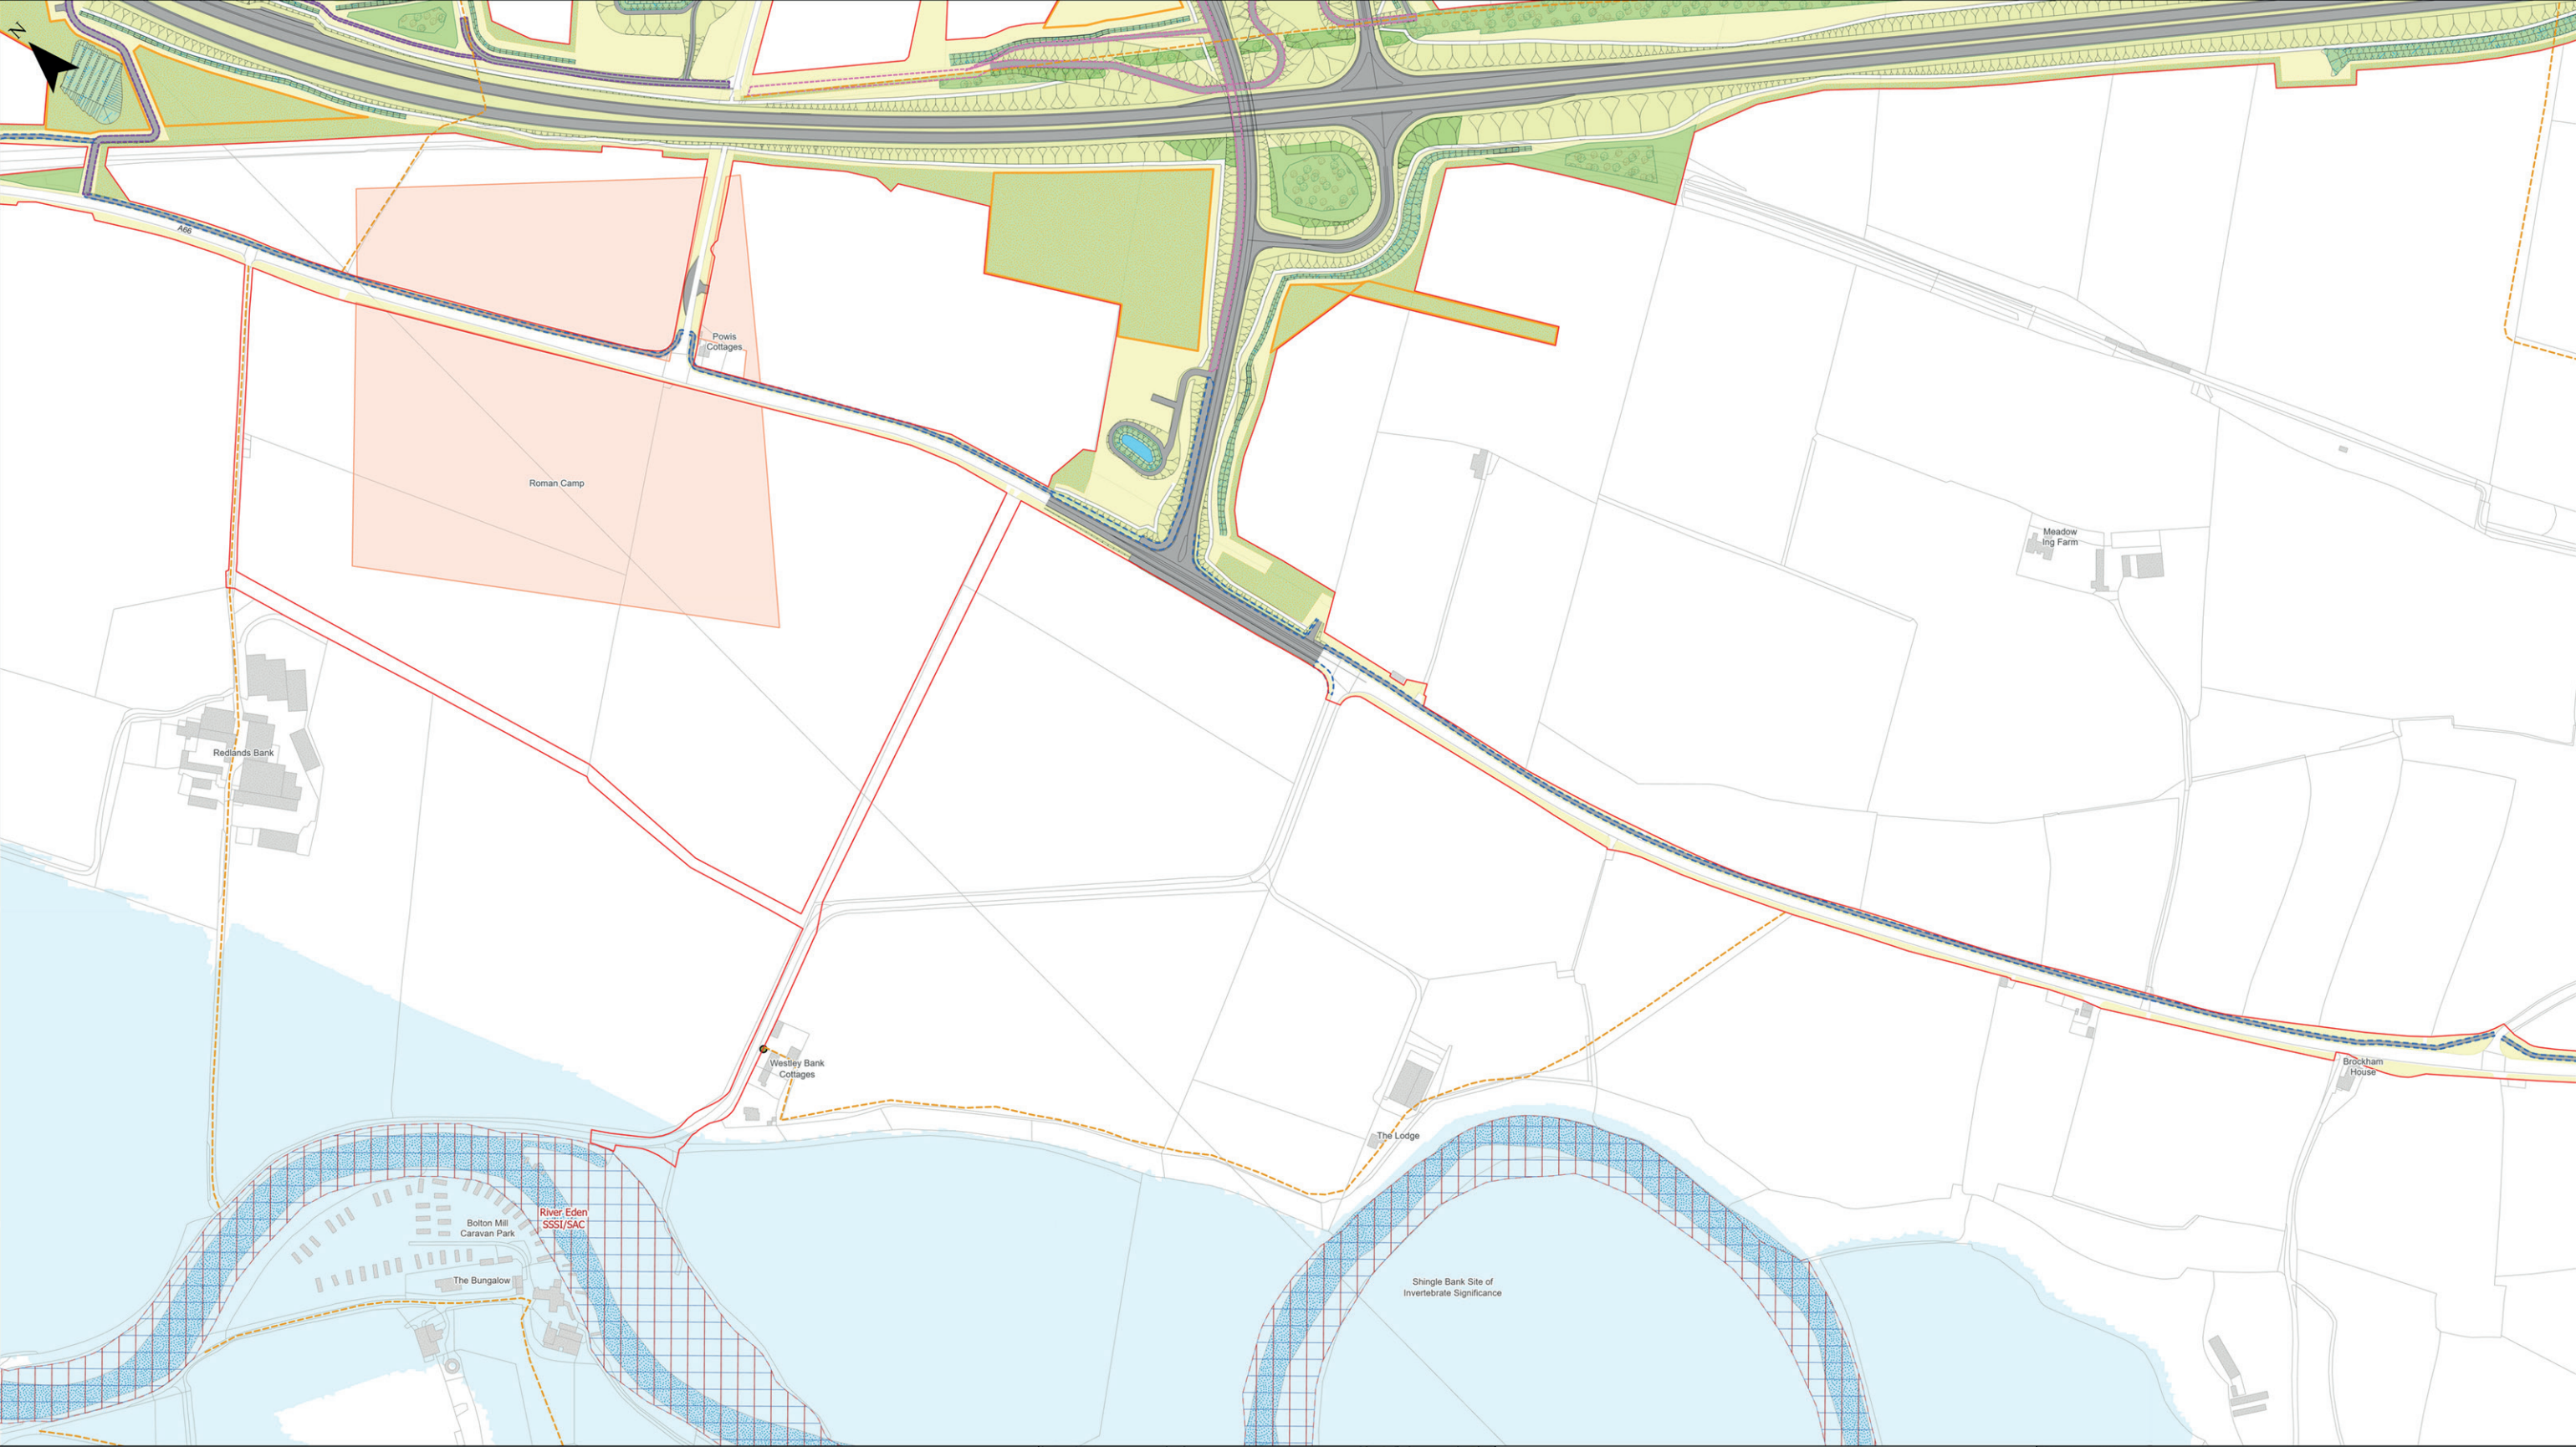 N
A66
Powis
Cottages
Roman Camp
Meadow
Ing Farm
Redlands Bank
Westley Bank
Cottages
Brockham
House
The Lodge
River Eden
SSSI/SAC
Bolton Mill
Caravan Park
The Bungalow
Shingle Bank Site of
Invertebrate Significance